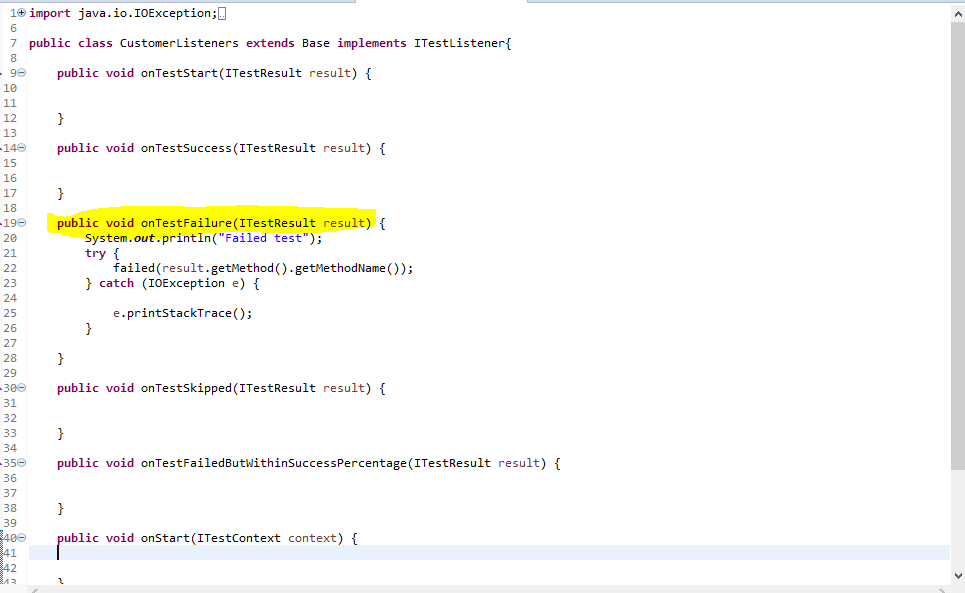 1 import java.io.IOException;
6
7 public class CustomerListeners extends Base implements ITestListener{
8
9 public void onTestStart(ITestResult result) {
10
11
12 }
13
14 public void onTestSuccess(ITestResult result) {
15
16
17 }
18
19 public void onTestFailure(ITestResult result) {
20 System.out.println("Failed test");
21 try {
22 failed(result.getMethod().getMethodName());
23 } catch (IOException e) {
24
25 e.printStackTrace();
26 }
27
28 }
29
30 public void onTestSkipped(ITestResult result) {
31
32
33 }
34
35 public void onTestFailedButWithinSuccessPercentage(ITestResult result) {
36
37
38 }
39
40 public void onStart(ITestContext context) {
41
42
43 }